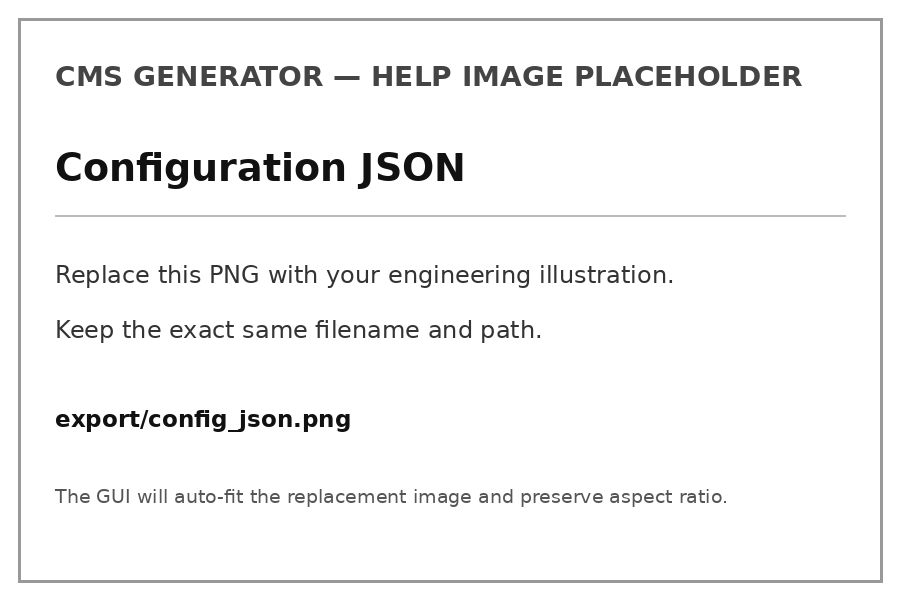 CMS GENERATOR — HELP IMAGE PLACEHOLDER
Configuration JSON
Replace this PNG with your engineering illustration.
Keep the exact same filename and path.
export/config_json.png
The GUI will auto-fit the replacement image and preserve aspect ratio.